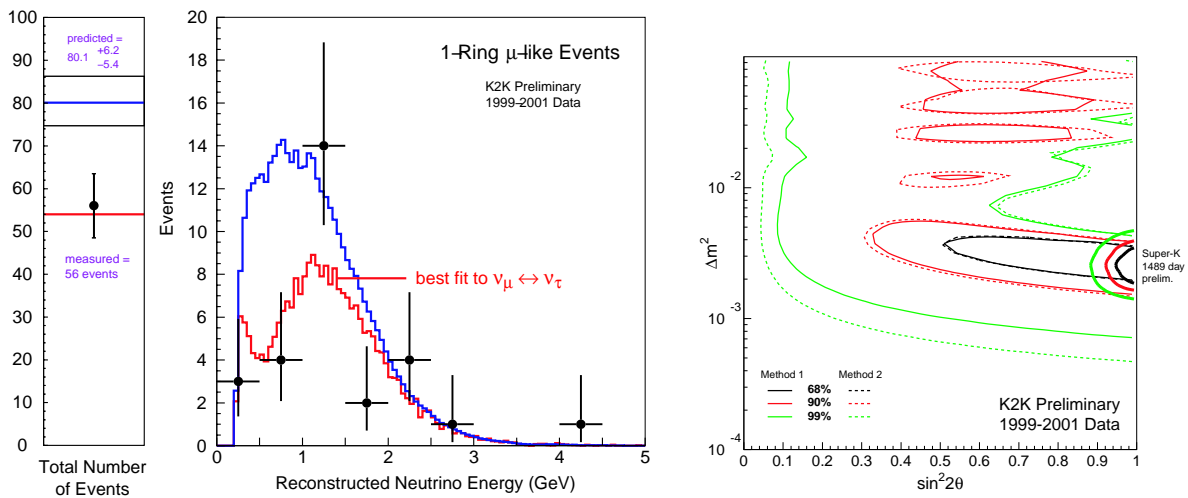 100
90
80
70
60
50
40
30
20
10
0
predicted =
80.1 +6.2 −5.4
measured =
56 events
Total Number
of Events
20
18
16
14
12
10
8
6
4
2
0
Events
1–Ring μ–like Events
K2K Preliminary
1999–2001 Data
best fit to νμ ↔ ντ
0 1 2 3 4 5
Reconstructed Neutrino Energy (GeV)
Δm²
10⁻²
10⁻³
10⁻⁴
Super-K
1489 day
prelim.
Method 1 Method 2
68%
90%
99%
K2K Preliminary
1999-2001 Data
0 0.1 0.2 0.3 0.4 0.5 0.6 0.7 0.8 0.9 1
sin²2θ